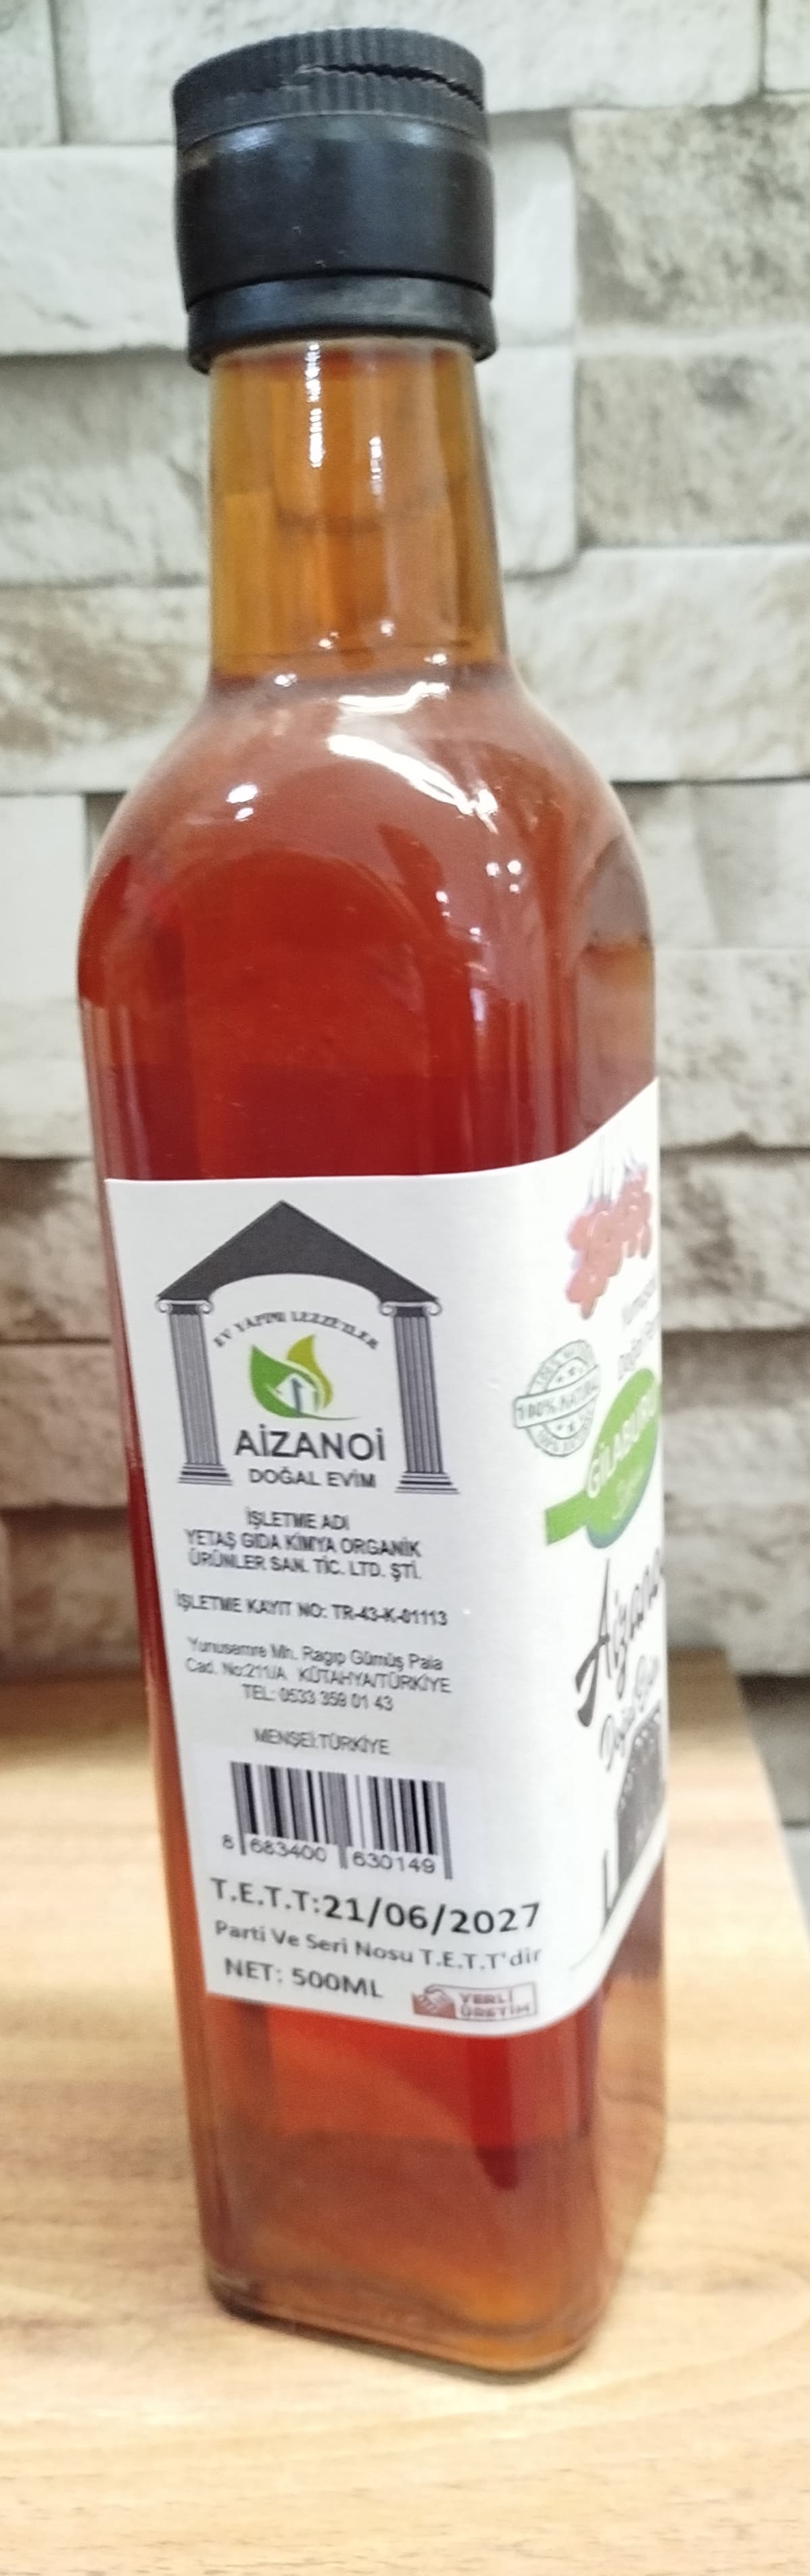 EV YAPIMI LEZZETLER
AİZANOİ
DOĞAL EVİM
İŞLETME ADI
YETAŞ GIDA KİMYA ORGANİK
ÜRÜNLER SAN. TİC. LTD. ŞTİ.
İŞLETME KAYIT NO: TR-43-K-01113
Yunusemre Mh. Ragıp Gümüş Pala
Cad. No:211/A KÜTAHYA/TÜRKİYE
TEL: 0533 359 01 43
MENŞEİ:TÜRKİYE
8 683400 630149
T.E.T.T:21/06/2027
Parti Ve Seri Nosu T.E.T.T'dir
NET: 500ML
YERLİ
ÜRETİM
100% NATURAL
GİLABURU